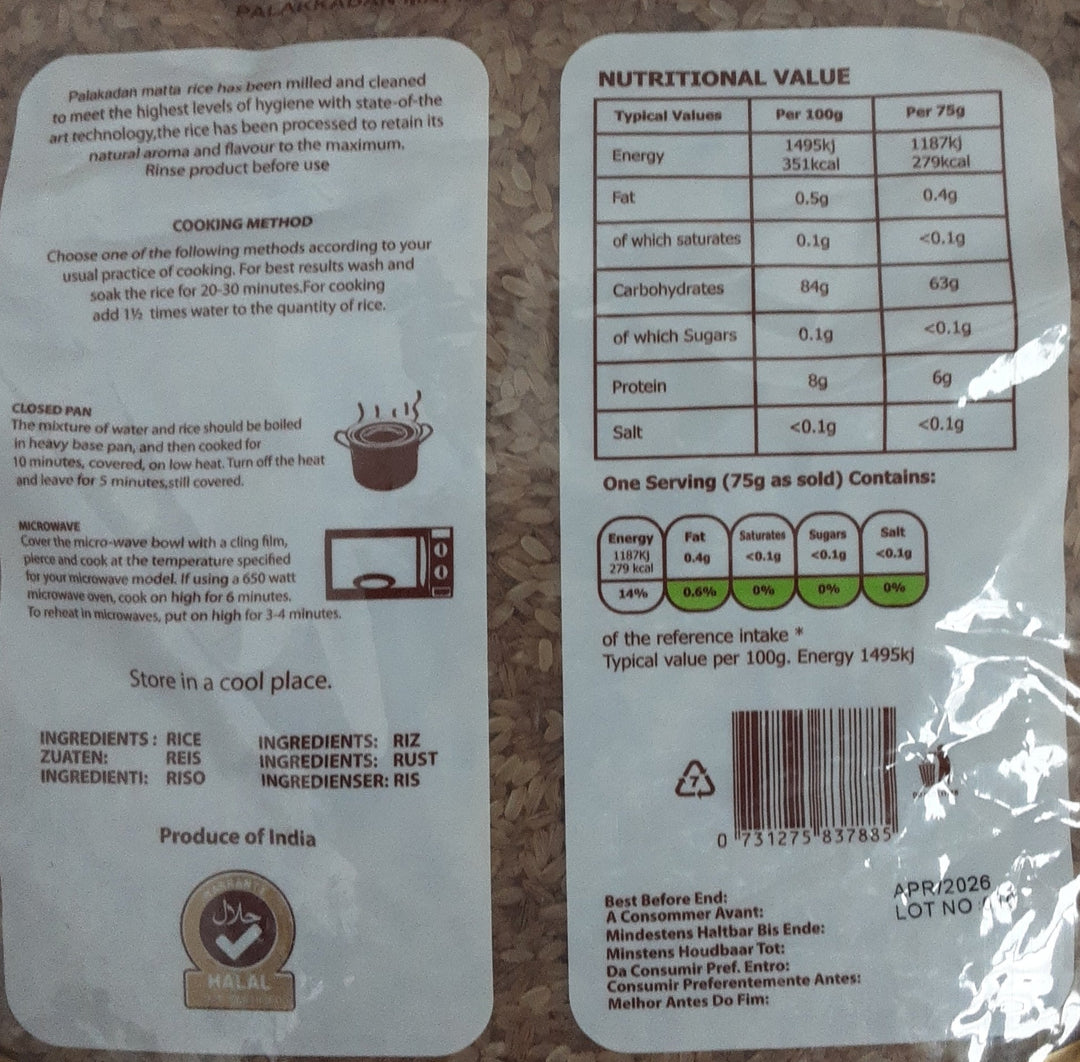 Palakadan matta rice has been milled and cleaned
to meet the highest levels of hygiene with state-of-the
art technology,the rice has been processed to retain its
natural aroma and flavour to the maximum.
Rinse product before use
COOKING METHOD
Choose one of the following methods according to your
usual practice of cooking. For best results wash and
soak the rice for 20-30 minutes.For cooking
add 1½ times water to the quantity of rice.
CLOSED PAN
The mixture of water and rice should be boiled
in heavy base pan, and then cooked for
10 minutes, covered, on low heat. Turn off the heat
and leave for 5 minutes,still covered.
MICROWAVE
Cover the micro-wave bowl with a cling film,
pierce and cook at the temperature specified
for your microwave model. If using a 650 watt
microwave oven, cook on high for 6 minutes.
To reheat in microwaves, put on high for 3-4 minutes.
Store in a cool place.
INGREDIENTS : RICE INGREDIENTS: RIZ
ZUATEN: REIS INGREDIENTS: RUST
INGREDIENTI: RISO INGREDIENSER: RIS
Produce of India
حلال
HALAL
NUTRITIONAL VALUE
Typical Values Per 100g Per 75g
Energy 1495kj 351kcal 1187kj 279kcal
Fat 0.5g 0.4g
of which saturates 0.1g <0.1g
Carbohydrates 84g 63g
of which Sugars 0.1g <0.1g
Protein 8g 6g
Salt <0.1g <0.1g
One Serving (75g as sold) Contains:
Energy Fat Saturates Sugars Salt
1187KJ 0.4g <0.1g <0.1g <0.1g
279 kcal
14% 0.6% 0% 0% 0%
of the reference intake *
Typical value per 100g. Energy 1495kj
7
0 731275 837885
Best Before End:
A Consommer Avant:
Mindestens Haltbar Bis Ende:
Minstens Houdbaar Tot:
Da Consumir Pref. Entro:
Consumir Preferentemente Antes:
Melhor Antes Do Fim:
APR/2026
LOT NO :